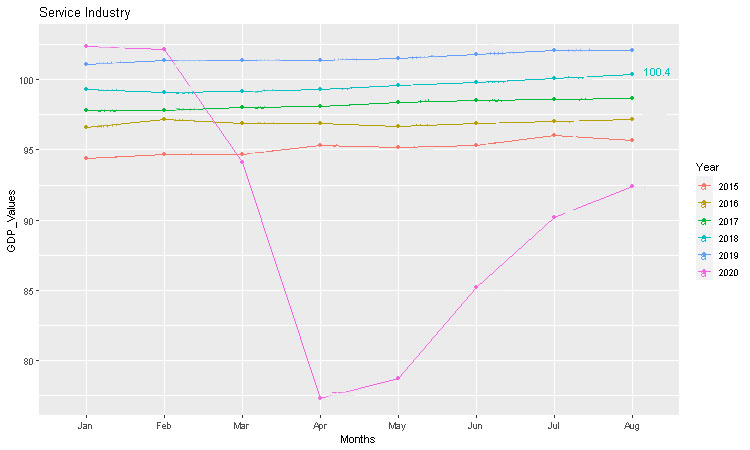 Service Industry
100.4
100
95
90
85
80
GDP_Values
Jan Feb Mar Apr May Jun Jul Aug
Months
Year
2015
2016
2017
2018
2019
2020